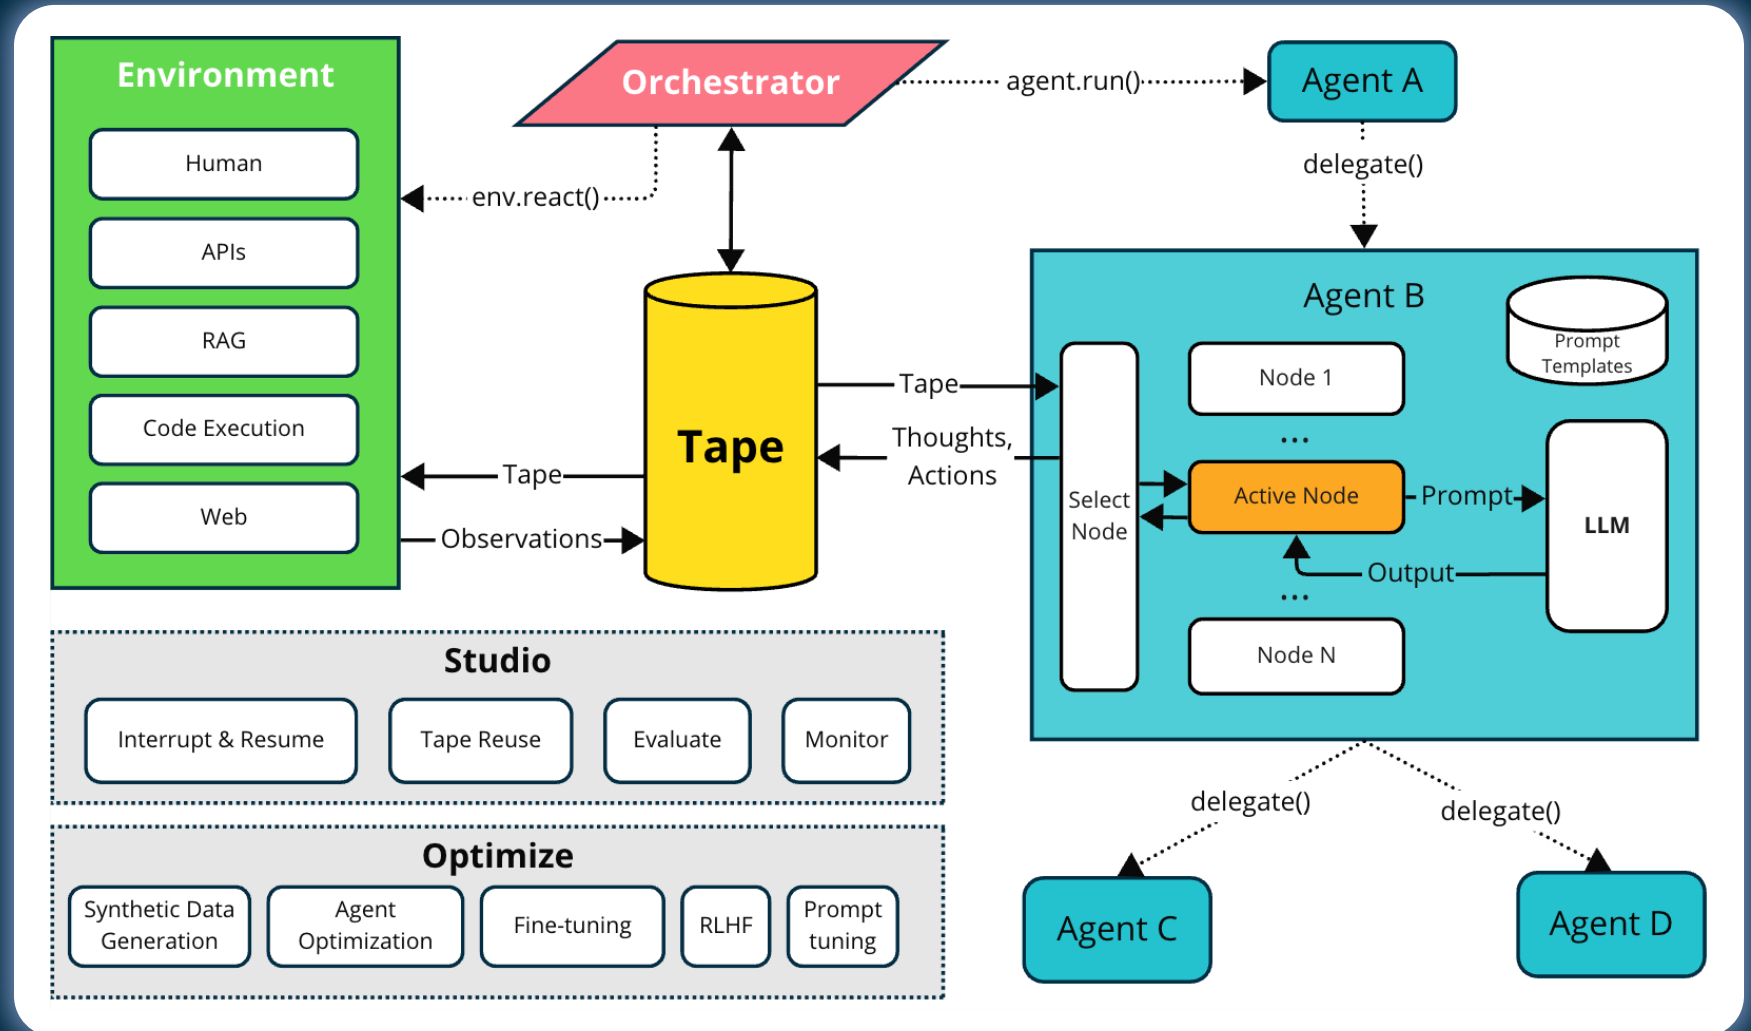 Environment
Human
APIs
RAG
Code Execution
Web
Orchestrator
agent.run()
env.react()
Agent A
delegate()
Tape
Tape
Thoughts,
Actions
Tape
Observations
Agent B
Prompt
Templates
Select
Node
Node 1
...
Active Node
Prompt
LLM
Output
...
Node N
delegate()
delegate()
Agent C
Agent D
Studio
Interrupt & Resume
Tape Reuse
Evaluate
Monitor
Optimize
Synthetic Data
Generation
Agent
Optimization
Fine-tuning
RLHF
Prompt
tuning